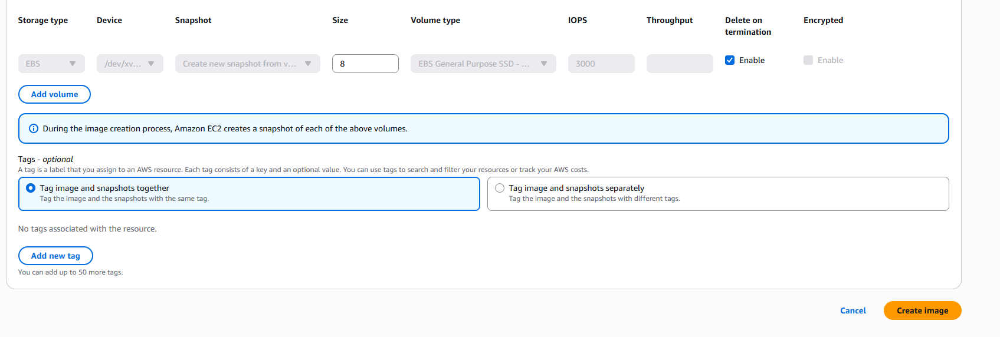 Storage type Device Snapshot Size Volume type IOPS Throughput Delete on termination Encrypted
EBS /dev/xv... Create new snapshot from v... 8 EBS General Purpose SSD - ... 3000 Enable Enable
Add volume
During the image creation process, Amazon EC2 creates a snapshot of each of the above volumes.
Tags - optional
A tag is a label that you assign to an AWS resource. Each tag consists of a key and an optional value. You can use tags to search and filter your resources or track your AWS costs.
Tag image and snapshots together
Tag the image and the snapshots with the same tag.
Tag image and snapshots separately
Tag the image and the snapshots with different tags.
No tags associated with the resource.
Add new tag
You can add up to 50 more tags.
Cancel Create image